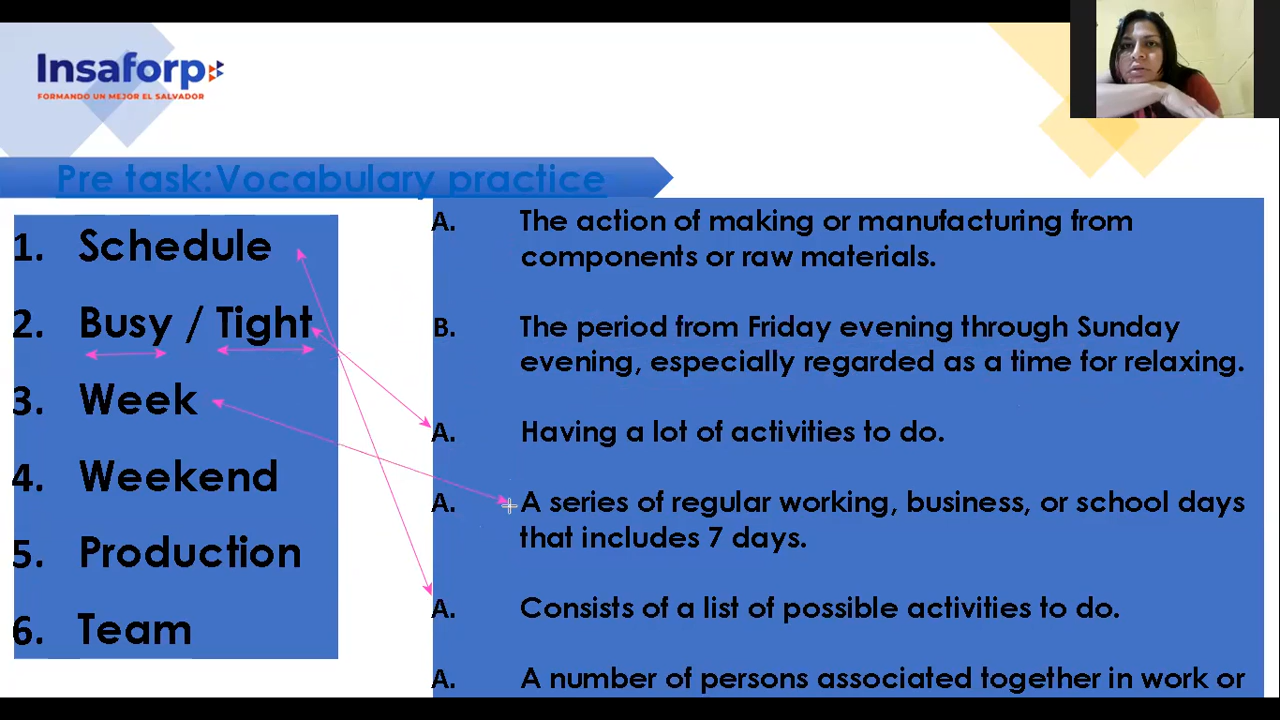 Insaforp
FORMANDO UN MEJOR EL SALVADOR
Pre task:Vocabulary practice
1. Schedule
2. Busy / Tight
3. Week
4. Weekend
5. Production
6. Team
A. The action of making or manufacturing from
components or raw materials.
B. The period from Friday evening through Sunday
evening, especially regarded as a time for relaxing.
A. Having a lot of activities to do.
A. A series of regular working, business, or school days
that includes 7 days.
A. Consists of a list of possible activities to do.
A. A number of persons associated together in work or